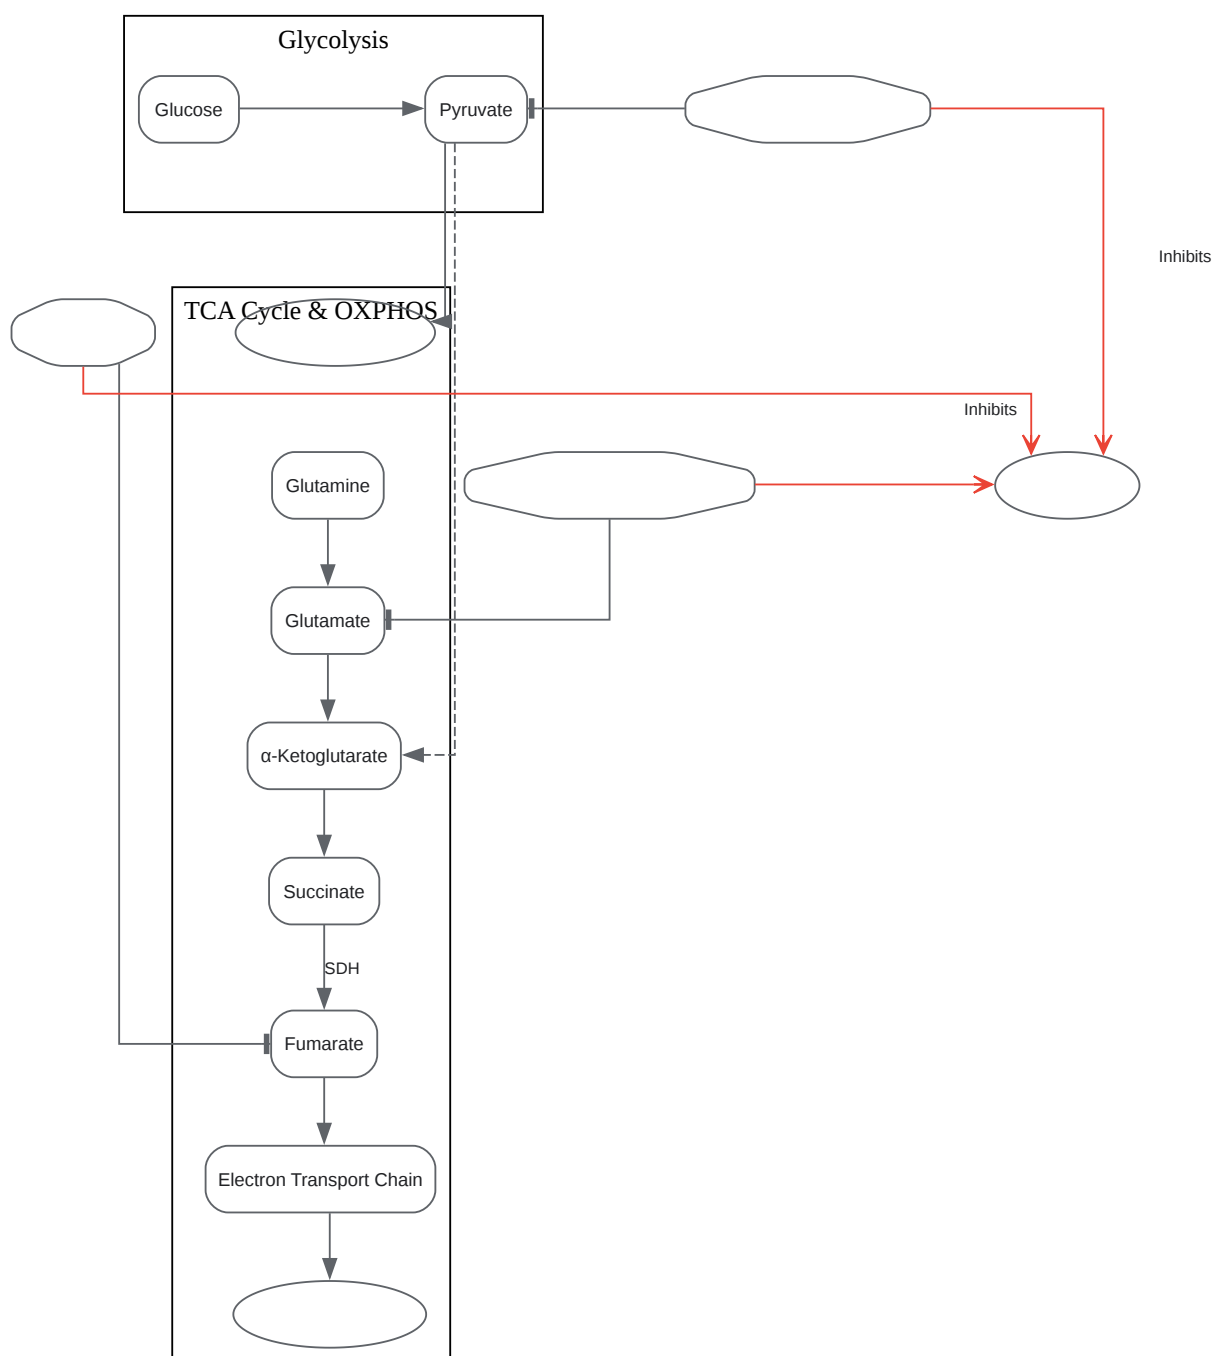 Glycolysis
Glucose
Pyruvate
Inhibits
TCA Cycle & OXPHOS
Inhibits
Glutamine
Glutamate
α-Ketoglutarate
Succinate
SDH
Fumarate
Electron Transport Chain